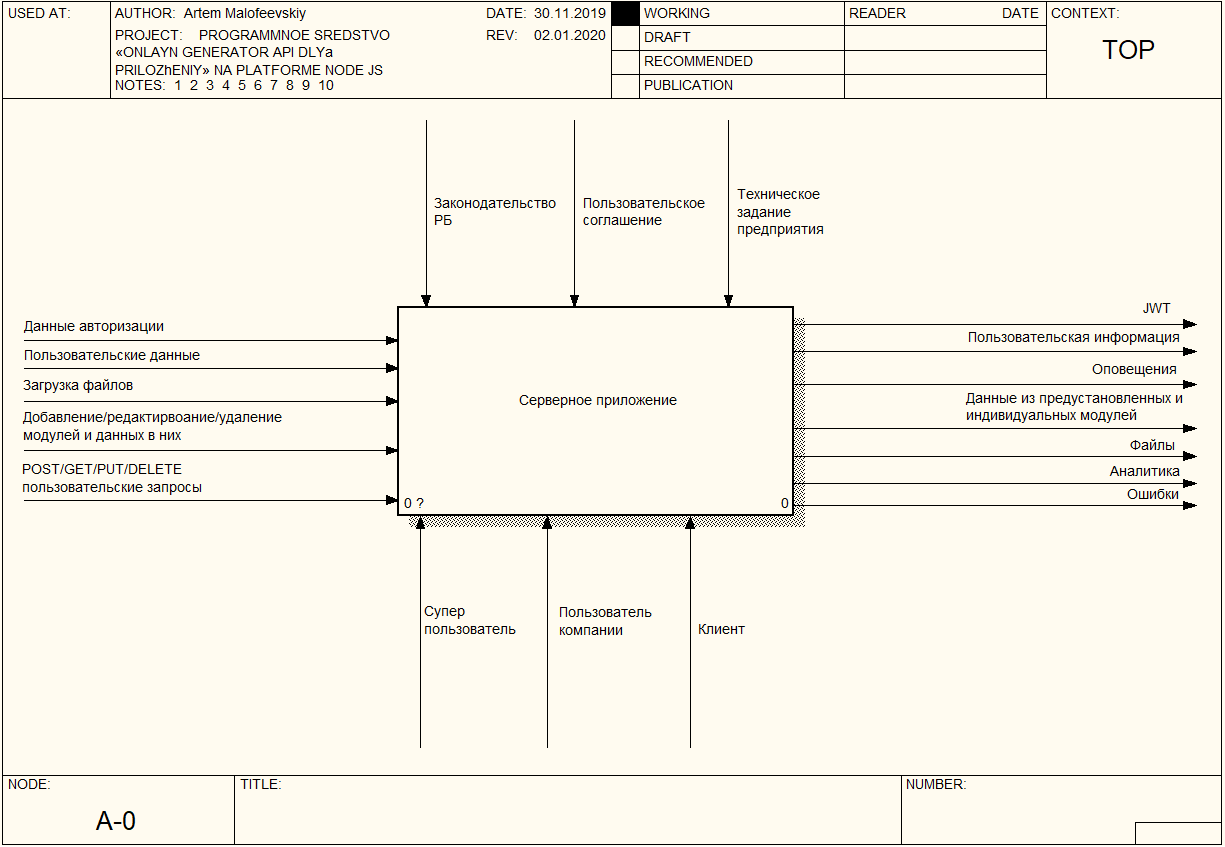 USED AT:
AUTHOR: Artem Malofeevskiy
DATE: 30.11.2019
PROJECT: PROGRAMMNOE SREDSTVO
«ONLAYN GENERATOR API DLYa
PRILOZhENIY» NA PLATFORME NODE JS
REV: 02.01.2020
NOTES: 1 2 3 4 5 6 7 8 9 10
WORKING
DRAFT
RECOMMENDED
PUBLICATION
READER DATE
CONTEXT:
TOP
Законодательство
РБ
Пользовательское
соглашение
Техническое
задание
предприятия
Данные авторизации
Пользовательские данные
Загрузка файлов
Добавление/редактирвоание/удаление
модулей и данных в них
POST/GET/PUT/DELETE
пользовательские запросы
Серверное приложение
0 ?
0
JWT
Пользовательская информация
Оповещения
Данные из предустановленных и
индивидуальных модулей
Файлы
Аналитика
Ошибки
Супер
пользователь
Пользователь
компании
Клиент
NODE:
A-0
TITLE:
NUMBER: